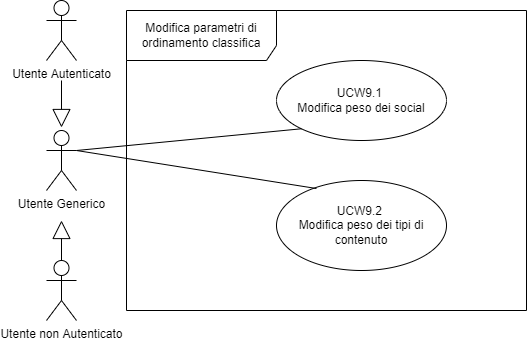 Modifica parametri di
ordinamento classifica
Utente Autenticato
UCW9.1
Modifica peso dei social
Utente Generico
UCW9.2
Modifica peso dei tipi di
contenuto
Utente non Autenticato